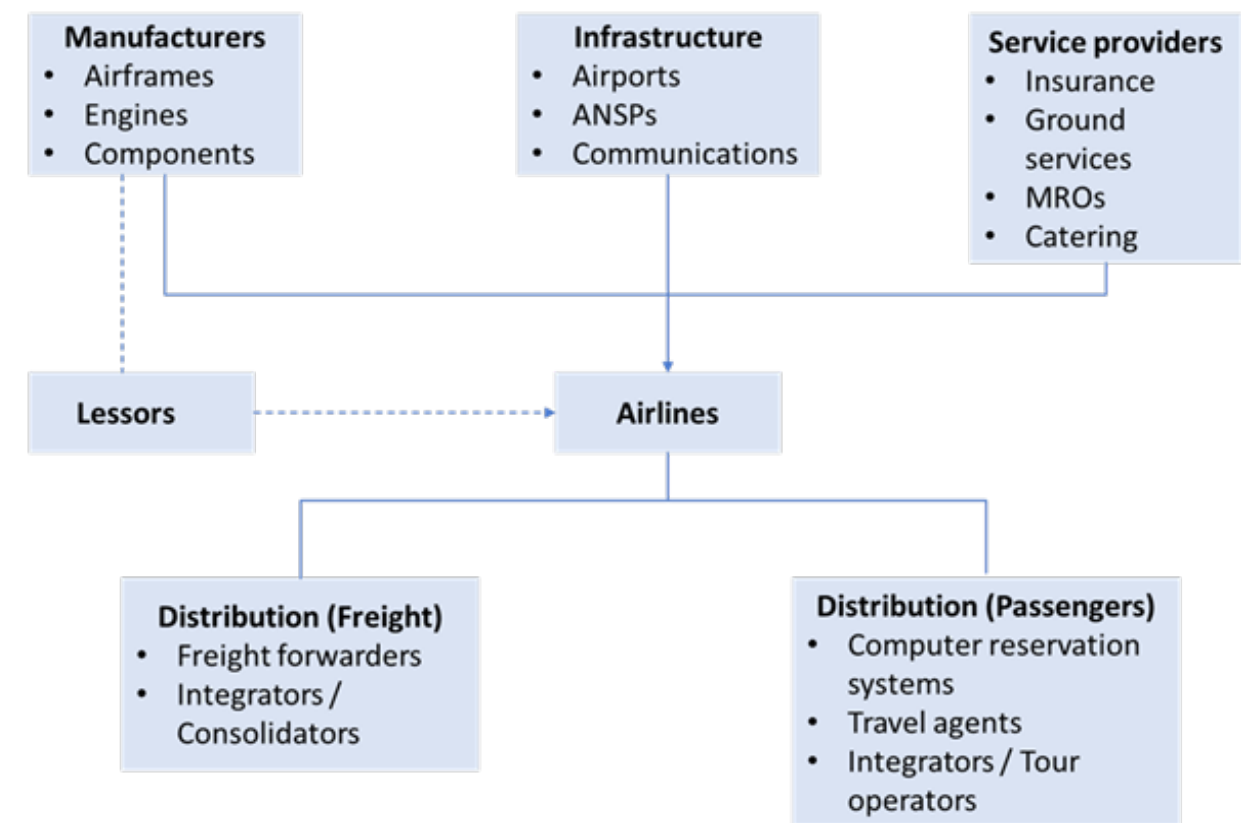 Manufacturers
• Airframes
• Engines
• Components
Infrastructure
• Airports
• ANSPs
• Communications
Service providers
• Insurance
• Ground
services
• MROs
• Catering
Lessors
Airlines
Distribution (Freight)
• Freight forwarders
• Integrators /
Consolidators
Distribution (Passengers)
• Computer reservation
systems
• Travel agents
• Integrators / Tour
operators